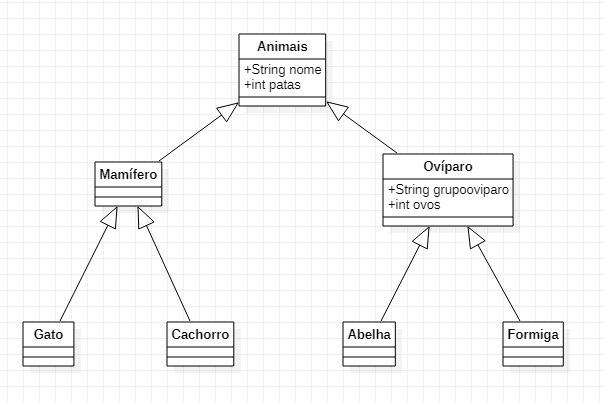 Animais
+String nome
+int patas
Mamífero
Ovíparo
+String grupooviparo
+int ovos
Gato
Cachorro
Abelha
Formiga